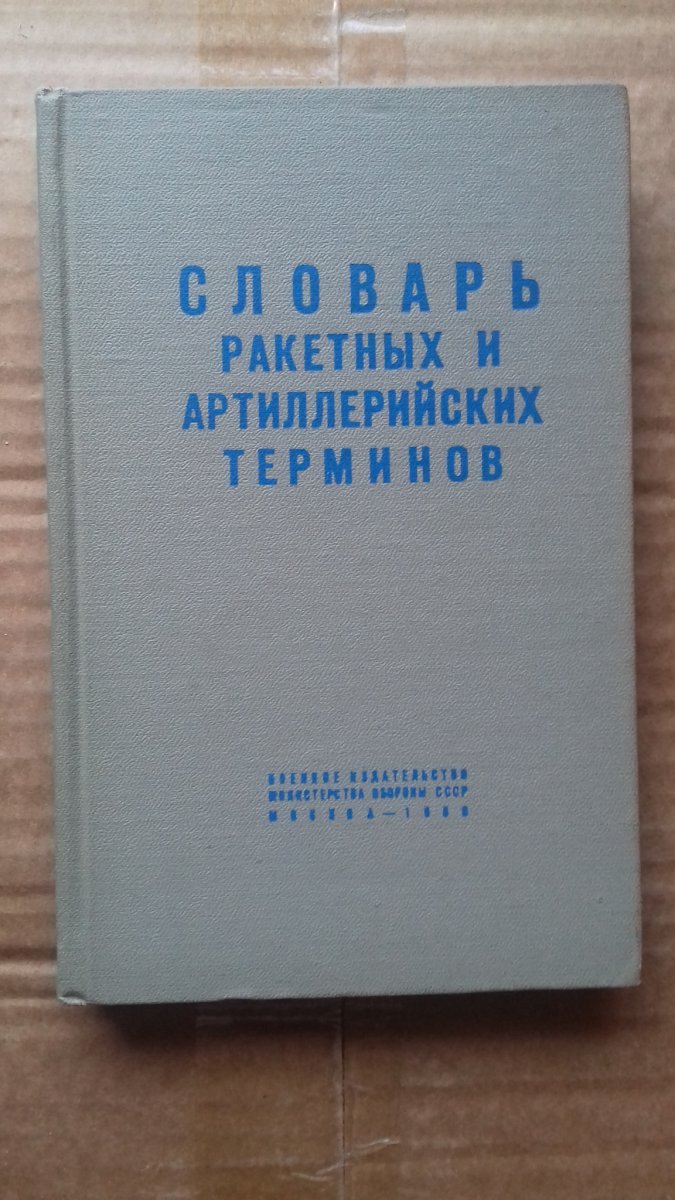 СЛОВАРЬ
РАКЕТНЫХ И
АРТИЛЛЕРИЙСКИХ
ТЕРМИНОВ
ВОЕННОЕ ИЗДАТЕЛЬСТВО
МИНИСТЕРСТВА ОБОРОНЫ СССР
МОСКВА —